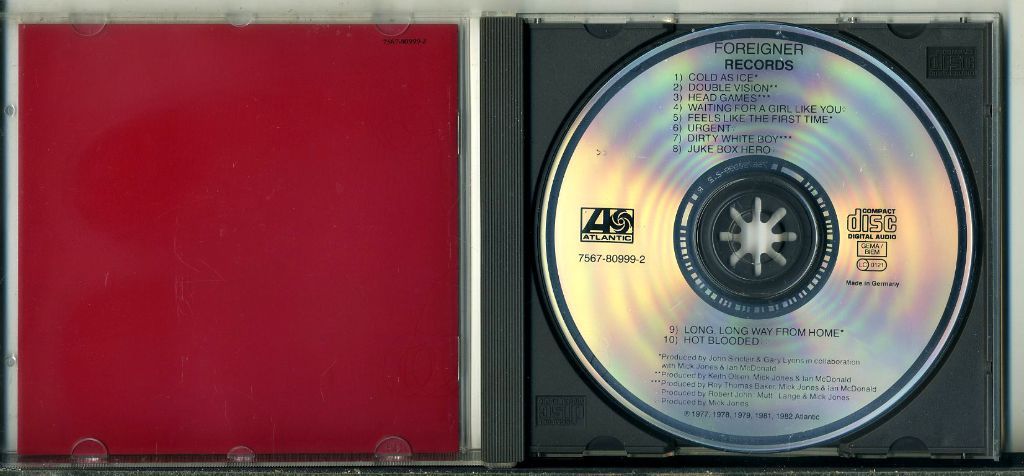 7567-80999-2
FOREIGNER
RECORDS
1) COLD AS ICE*
2) DOUBLE VISION**
3) HEAD GAMES***
4) WAITING FOR A GIRL LIKE YOU
5) FEELS LIKE THE FIRST TIME*
6) URGENT
7) DIRTY WHITE BOY***
8) JUKE BOX HERO
ATLANTIC
7567-80999-2
COMPACT
disc
DIGITAL AUDIO
GEMA/
BIEM
LC 0121
Made in Germany
9) LONG, LONG WAY FROM HOME*
10) HOT BLOODED
*Produced by John Sinclair & Gary Lyons in collaboration
with Mick Jones & Ian McDonald
**Produced by Keith Olsen, Mick Jones & Ian McDonald
***Produced by Roy Thomas Baker, Mick Jones & Ian McDonald
Produced by Robert John "Mutt" Lange & Mick Jones
Produced by Mick Jones
℗ 1977, 1978, 1979, 1981, 1982 Atlantic